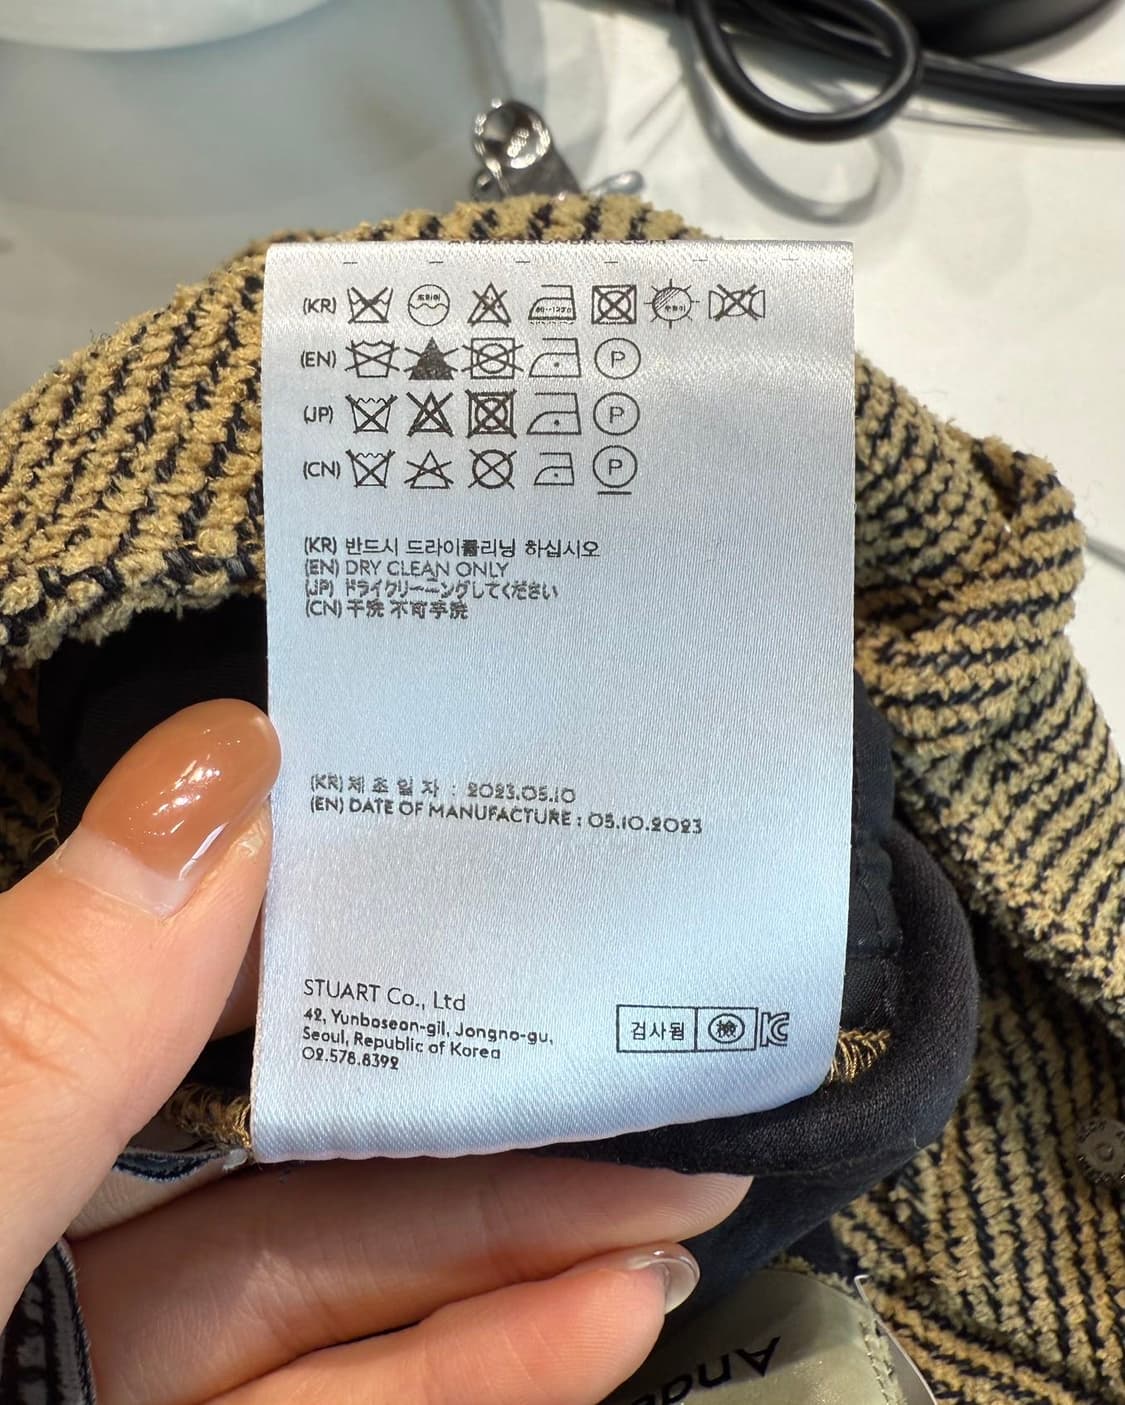 (KR)
(EN) P
(JP) P
(CN) P
(KR) 반드시 드라이클리닝 하십시오
(EN) DRY CLEAN ONLY
(JP) ドライクリーニングしてください
(CN) 干洗 不可手洗
(KR) 제 조 일 자 : 2023.05.10
(EN) DATE OF MANUFACTURE : 05.10.2023
STUART Co., Ltd
42, Yunboseon-gil, Jongno-gu,
Seoul, Republic of Korea
02.578.8392
검사됨 檢 KC